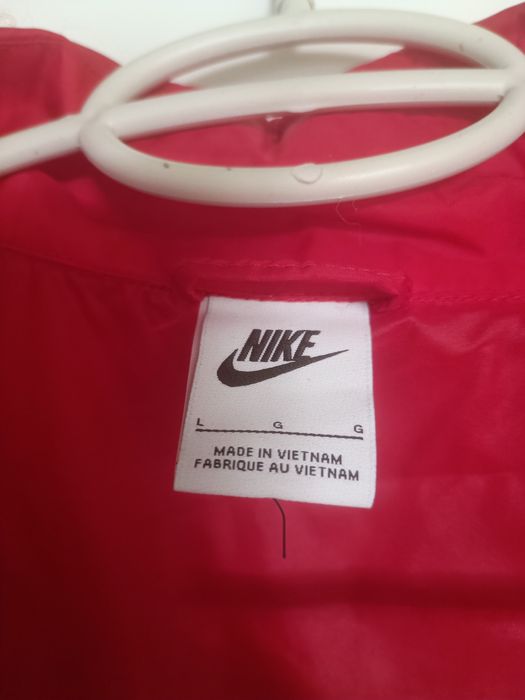 NIKE
L G G
MADE IN VIETNAM
FABRIQUE AU VIETNAM